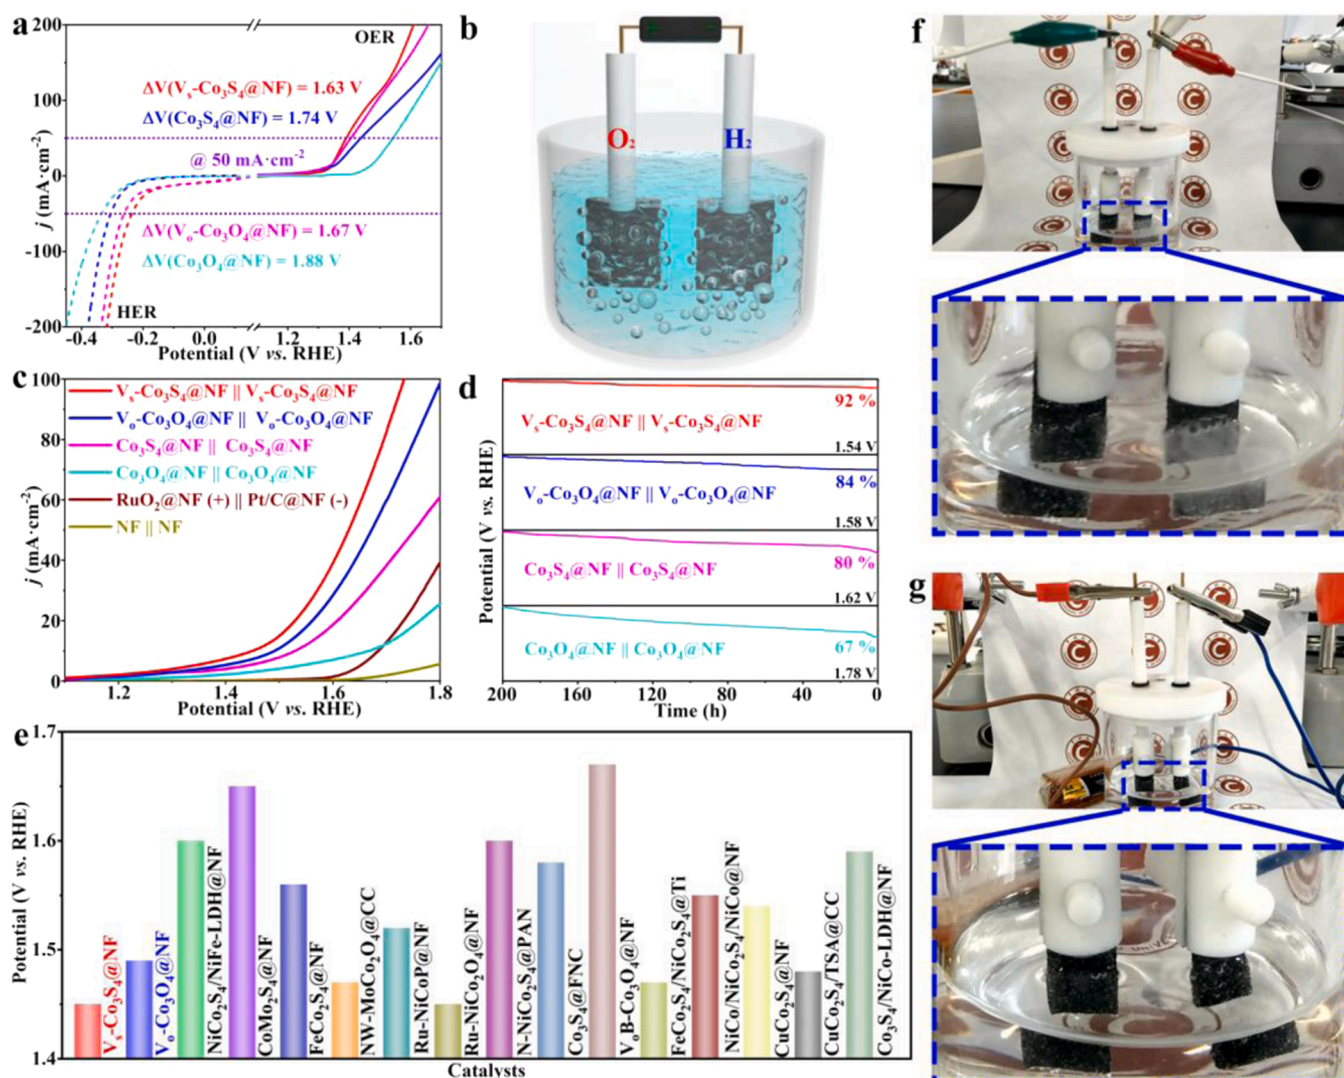 a
200
100
0
-100
-200
j (mA·cm⁻²)
OER
ΔV(Vₛ-Co₃S₄@NF) = 1.63 V
ΔV(Co₃S₄@NF) = 1.74 V
@ 50 mA·cm⁻²
ΔV(Vₒ-Co₃O₄@NF) = 1.67 V
ΔV(Co₃O₄@NF) = 1.88 V
HER
-0.4 -0.2 0.0 1.2 1.4 1.6
Potential (V vs. RHE)
b
O₂
H₂
c
100
80
60
40
20
0
j (mA·cm⁻²)
Vₛ-Co₃S₄@NF || Vₛ-Co₃S₄@NF
Vₒ-Co₃O₄@NF || Vₒ-Co₃O₄@NF
Co₃S₄@NF || Co₃S₄@NF
Co₃O₄@NF || Co₃O₄@NF
RuO₂@NF (+) || Pt/C@NF (-)
NF || NF
1.2 1.4 1.6 1.8
Potential (V vs. RHE)
d
Potential (V vs. RHE)
92 %
Vₛ-Co₃S₄@NF || Vₛ-Co₃S₄@NF
1.54 V
84 %
Vₒ-Co₃O₄@NF || Vₒ-Co₃O₄@NF
1.58 V
80 %
Co₃S₄@NF || Co₃S₄@NF
1.62 V
67 %
Co₃O₄@NF || Co₃O₄@NF
1.78 V
200 160 120 80 40 0
Time (h)
e
1.7
1.6
1.5
1.4
Potential (V vs. RHE)
Vₛ-Co₃S₄@NF
Vₒ-Co₃O₄@NF
NiCo₂S₄/NiFe-LDH@NF
CoMo₂S₄@NF
FeCo₂S₄@NF
NW-MoCo₂O₄@CC
Ru-NiCoP@NF
Ru-NiCo₂O₄@NF
N-NiCo₂S₄@PAN
Co₃S₄@FNC
VₒB-Co₃O₄@NF
FeCo₂S₄/NiCo₂S₄@Ti
NiCo/NiCo₂S₄/NiCo@NF
CuCo₂S₄@NF
CuCo₂S₄/TSA@CC
Co₃S₄/NiCo-LDH@NF
Catalysts
f
g